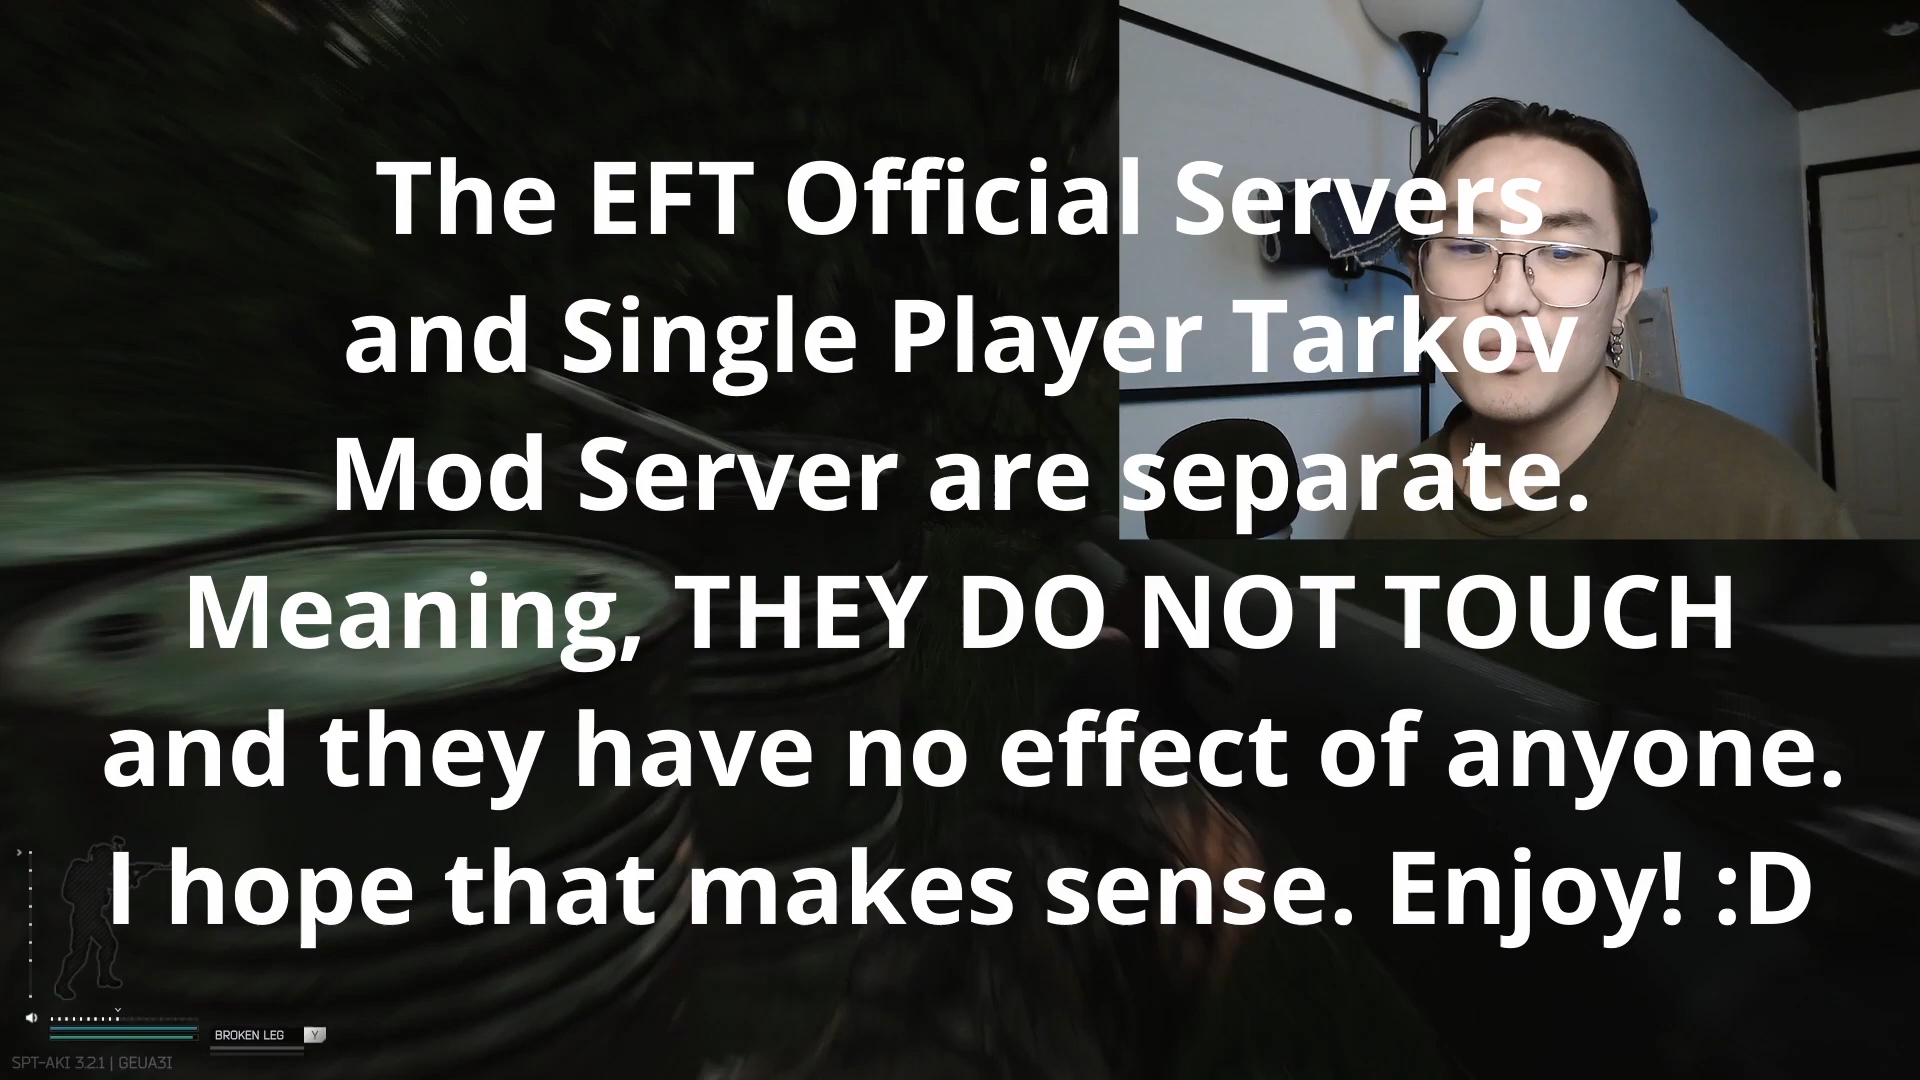 The EFT Official Servers
and Single Player Tarkov
Mod Server are separate.
Meaning, THEY DO NOT TOUCH
and they have no effect of anyone.
I hope that makes sense. Enjoy! :D
BROKEN LEG Y
SPT-AKI 3.2.1 | GEUA3I